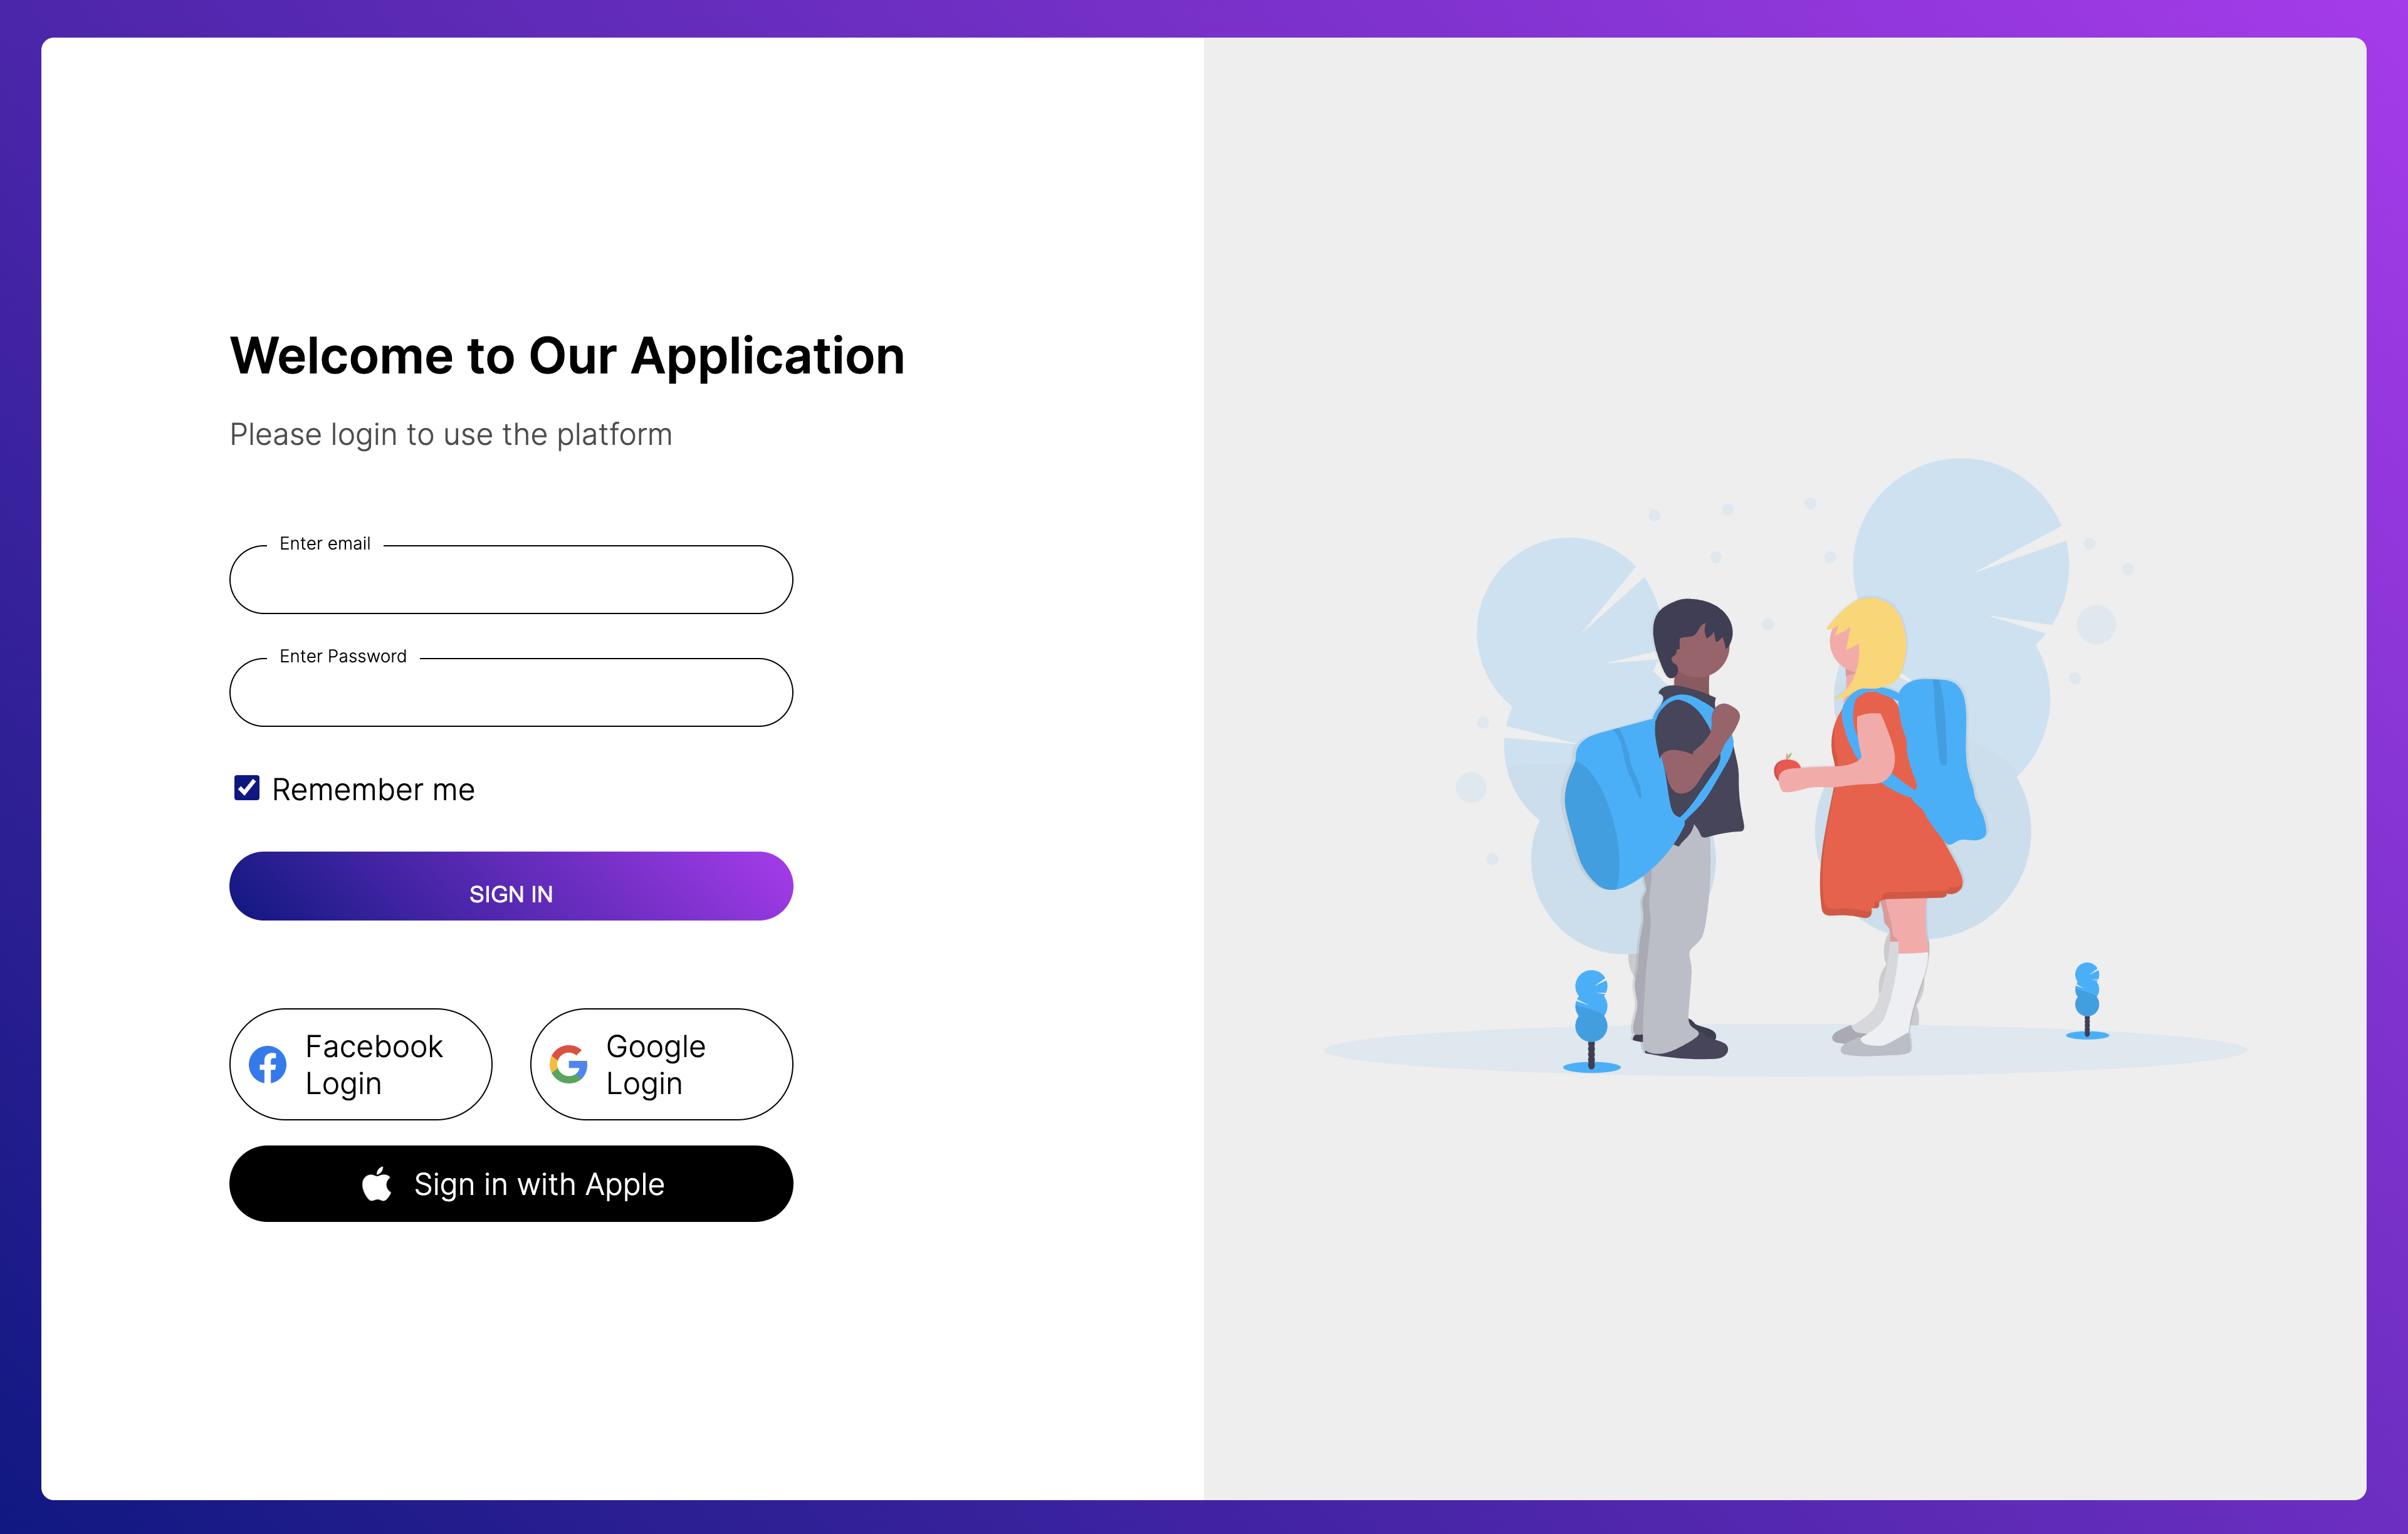 Welcome to Our Application
Please login to use the platform
Enter email
Enter Password
Remember me
SIGN IN
Facebook
Login
Google
Login
Sign in with Apple